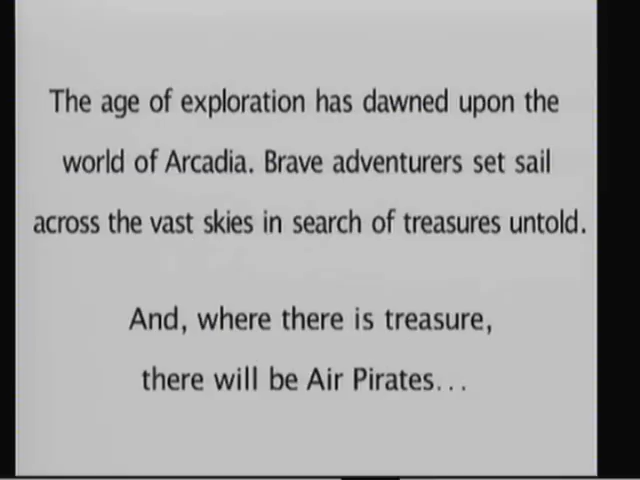 The age of exploration has dawned upon the
world of Arcadia. Brave adventurers set sail
across the vast skies in search of treasures untold.
And, where there is treasure,
there will be Air Pirates...